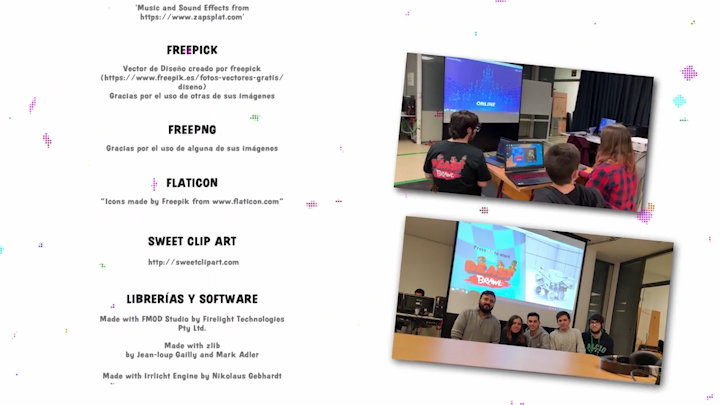 'Music and Sound Effects from
https://www.zapsplat.com'
FREEPICK
Vector de Diseño creado por freepick
(https://www.freepik.es/fotos-vectores-gratis/
diseno)
Gracias por el uso de otras de sus imágenes
FREEPNG
Gracias por el uso de alguna de sus imágenes
FLATICON
"Icons made by Freepik from www.flaticon.com"
SWEET CLIP ART
http://sweetclipart.com
LIBRERÍAS Y SOFTWARE
Made with FMOD Studio by Firelight Technologies
Pty Ltd.
Made with zlib
by Jean-loup Gailly and Mark Adler
Made with Irrlicht Engine by Nikolaus Gebhardt
ONLINE
BRAWL
BRAWL